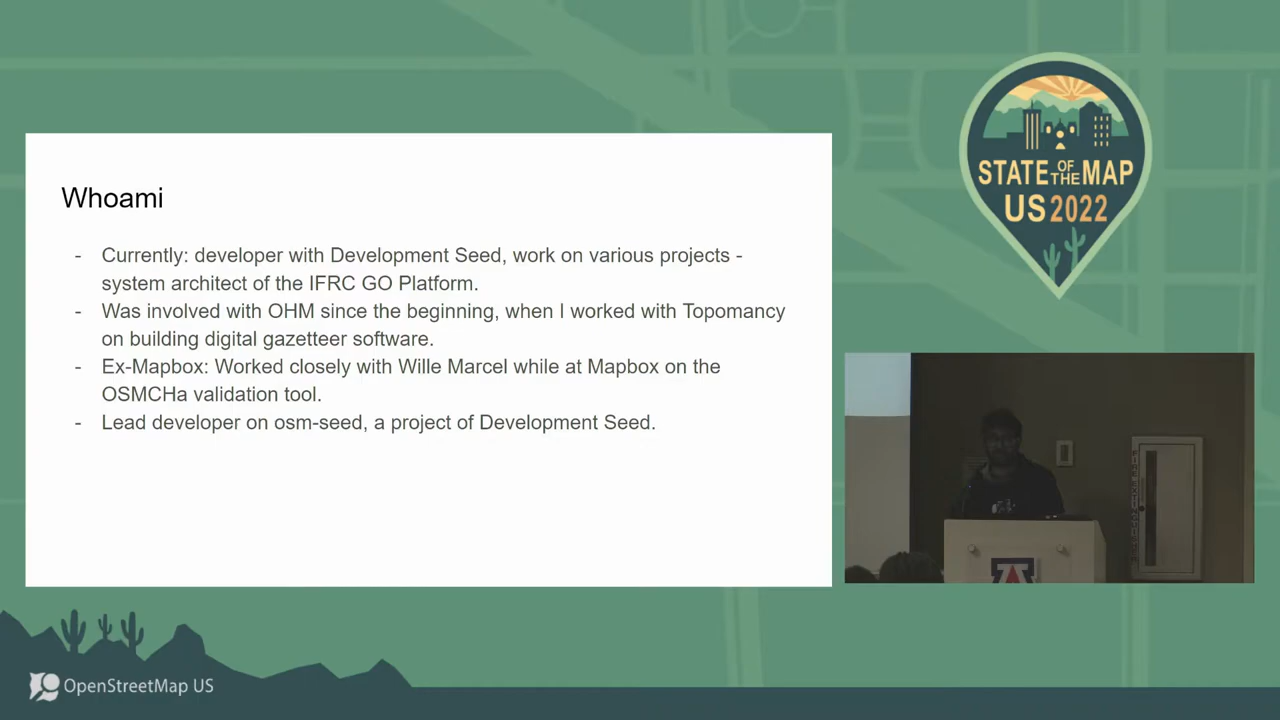 Whoami
- Currently: developer with Development Seed, work on various projects -
system architect of the IFRC GO Platform.
- Was involved with OHM since the beginning, when I worked with Topomancy
on building digital gazetteer software.
- Ex-Mapbox: Worked closely with Wille Marcel while at Mapbox on the
OSMCHa validation tool.
- Lead developer on osm-seed, a project of Development Seed.
STATE OF THE MAP
US 2022
A
OpenStreetMap US